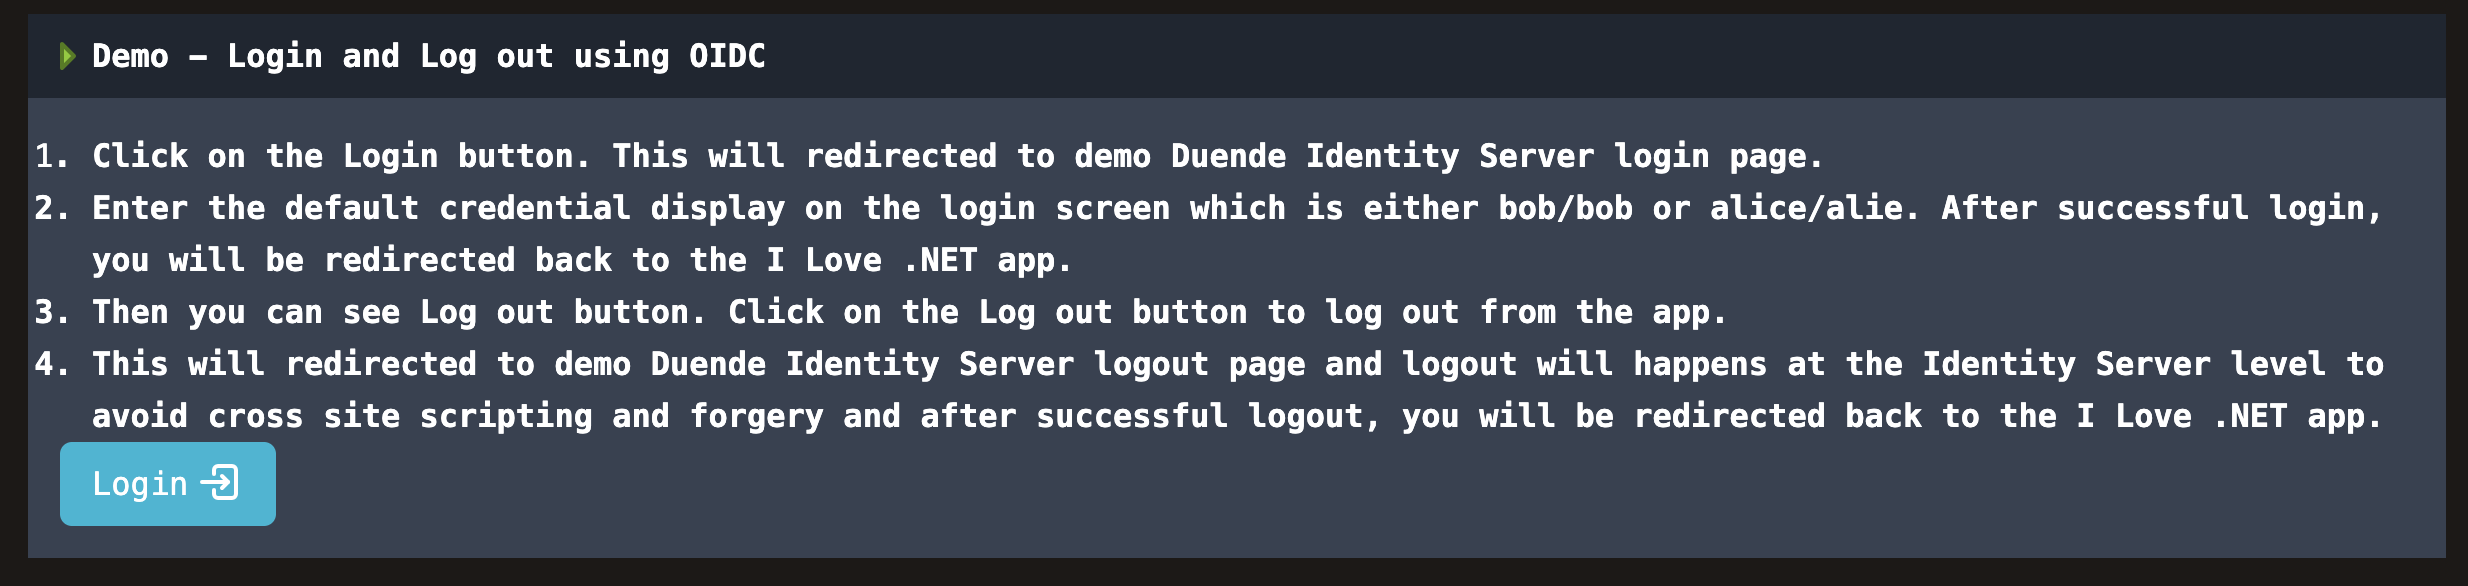 Demo - Login and Log out using OIDC
1. Click on the Login button. This will redirected to demo Duende Identity Server login page.
2. Enter the default credential display on the login screen which is either bob/bob or alice/alie. After successful login,
you will be redirected back to the I Love .NET app.
3. Then you can see Log out button. Click on the Log out button to log out from the app.
4. This will redirected to demo Duende Identity Server logout page and logout will happens at the Identity Server level to
avoid cross site scripting and forgery and after successful logout, you will be redirected back to the I Love .NET app.
Login